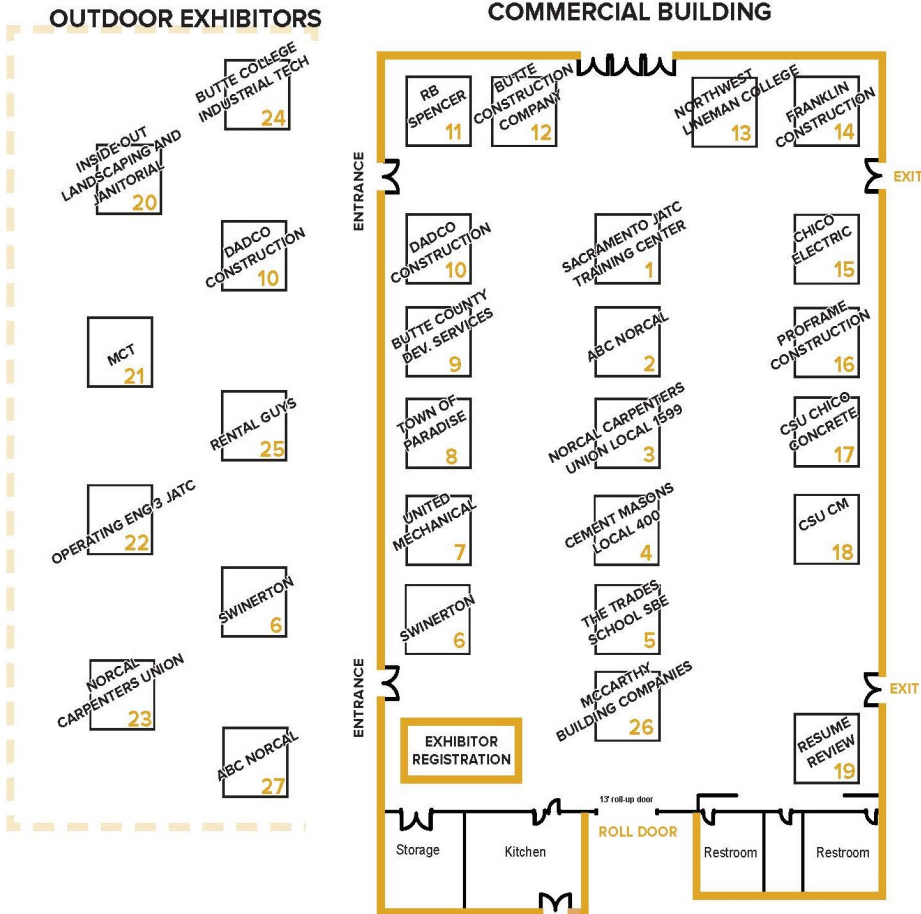 OUTDOOR EXHIBITORS
BUTTE COLLEGE
INDUSTRIAL TECH
24
INSIDE OUT
LANDSCAPING AND
JANITORIAL
20
DADCO
CONSTRUCTION
10
MCT
21
RENTAL GUYS
25
OPERATING ENG 3 JATC
22
SWINERTON
6
NORCAL
CARPENTERS UNION
23
ABC NORCAL
27
COMMERCIAL BUILDING
RB
SPENCER
11
BUTTE
CONSTRUCTION
COMPANY
12
NORTHWEST
LINEMAN COLLEGE
13
FRANKLIN
CONSTRUCTION
14
ENTRANCE
EXIT
DADCO
CONSTRUCTION
10
SACRAMENTO JATC
TRAINING CENTER
1
CHICO
ELECTRIC
15
BUTTE COUNTY
DEV. SERVICES
9
ABC NORCAL
2
PROFRAME
CONSTRUCTION
16
TOWN OF
PARADISE
8
NORCAL CARPENTERS
UNION LOCAL 1599
3
CSU CHICO
CONCRETE
17
UNITED
MECHANICAL
7
CEMENT MASONS
LOCAL 400
4
CSU CM
18
SWINERTON
6
THE TRADES
SCHOOL SBE
5
ENTRANCE
MCCARTHY
BUILDING COMPANIES
26
EXIT
EXHIBITOR
REGISTRATION
RESUME
REVIEW
19
13' roll-up door
ROLL DOOR
Storage
Kitchen
Restroom
Restroom